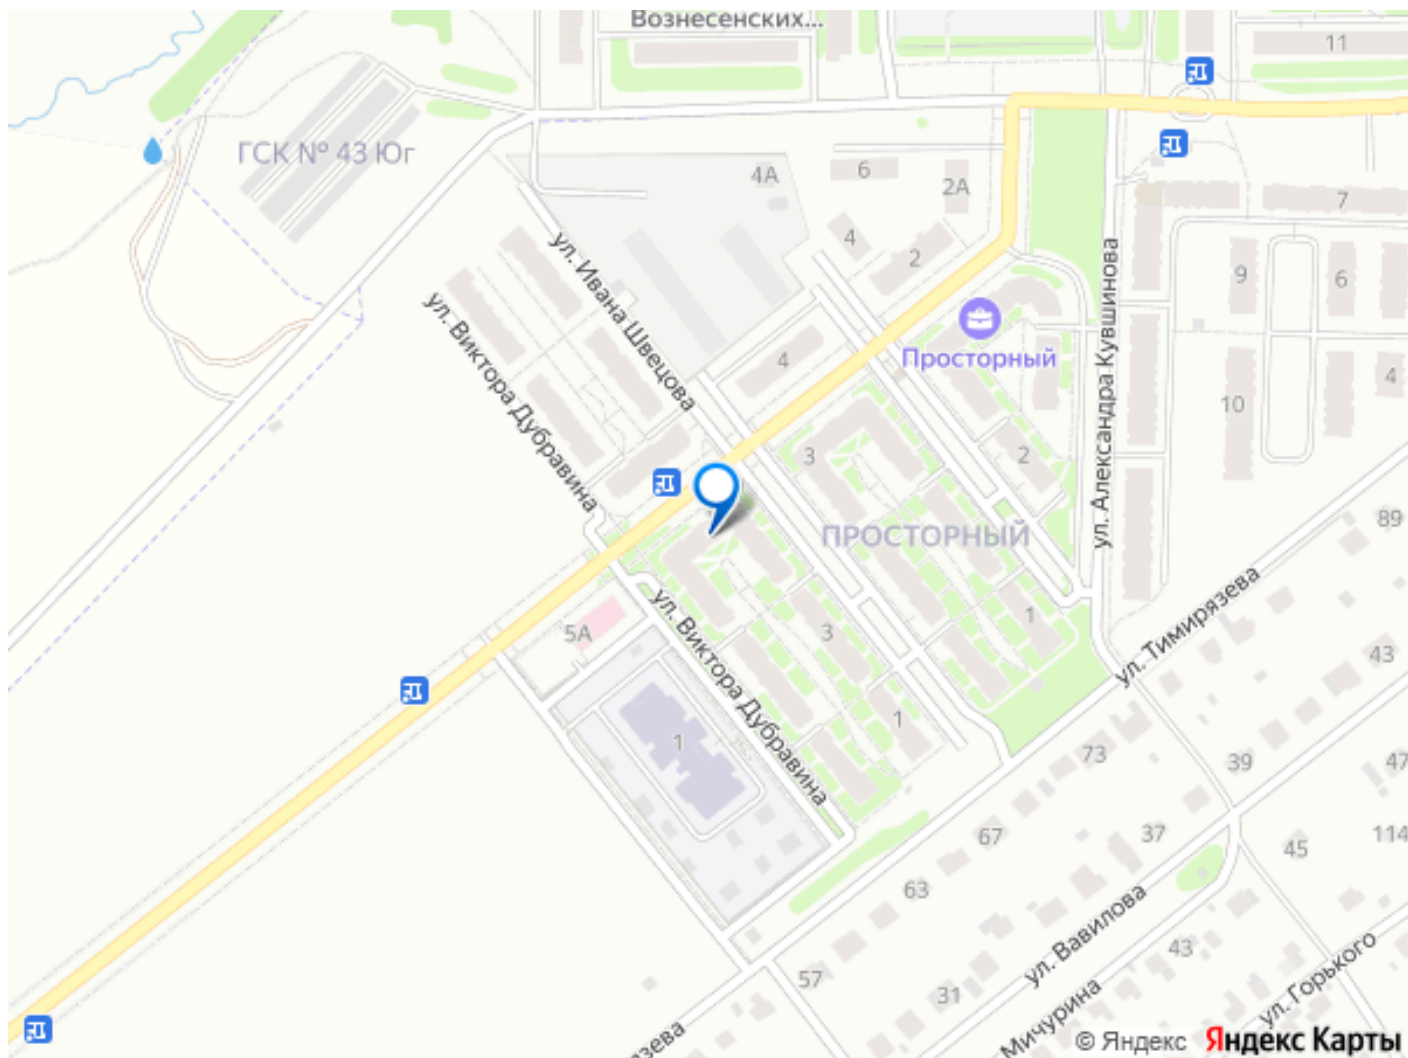 Вознесенских...
11
ГСК № 43 Юг
4А
6
2А
7
4
2
9
6
ул. Ивана Швецова
ул. Виктора Дубравина
ул. Александра Кувшинова
Просторный
4
4
10
3
2
ПРОСТОРНЫЙ
89
ул. Тимирязева
5А
ул. Виктора Дубравина
3
1
43
1
1
73
39
47
67
37
45
114
63
ул. Вавилова
43
57
31
ул. Горького
Мичурина
язева
© Яндекс Яндекс Карты